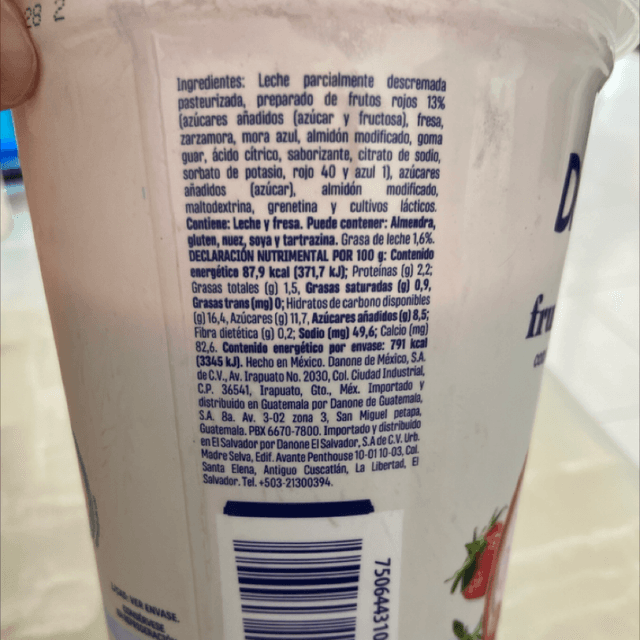 28 2
Ingredientes: Leche parcialmente descremada
pasteurizada, preparado de frutos rojos 13%
(azúcares añadidos (azúcar y fructosa), fresa,
zarzamora, mora azul, almidón modificado, goma
guar, ácido cítrico, saborizante, citrato de sodio,
sorbato de potasio, rojo 40 y azul 1), azúcares
añadidos (azúcar), almidón modificado,
maltodextrina, grenetina y cultivos lácticos.
Contiene: Leche y fresa. Puede contener: Almendra,
gluten, nuez, soya y tartrazina. Grasa de leche 1,6%.
DECLARACIÓN NUTRIMENTAL POR 100 g: Contenido
energético 87,9 kcal (371,7 kJ); Proteínas (g) 2,2;
Grasas totales (g) 1,5, Grasas saturadas (g) 0,9,
Grasas trans (mg) 0; Hidratos de carbono disponibles
(g) 16,4, Azúcares (g) 11,7, Azúcares añadidos (g) 8,5;
Fibra dietética (g) 0,2; Sodio (mg) 49,6; Calcio (mg)
82,6. Contenido energético por envase: 791 kcal
(3345 kJ). Hecho en México. Danone de México, S.A.
de C.V., Av. Irapuato No. 2030, Col. Ciudad Industrial,
C.P. 36541, Irapuato, Gto., Méx. Importado y
distribuido en Guatemala por Danone de Guatemala,
S.A. 8a. Av. 3-02 zona 3, San Miguel petapa,
Guatemala. PBX 6670-7800. Importado y distribuido
en El Salvador por Danone El Salvador, S.A de C.V. Urb.
Madre Selva, Edif. Avante Penthouse 10-01 10-03, Col.
Santa Elena, Antiguo Cuscatlán, La Libertad, El
Salvador. Tel. +503-21300394.
D
fru
con
750644310
VER ENVASE.
CONSÉRVESE
EN REFRIGERACIÓN